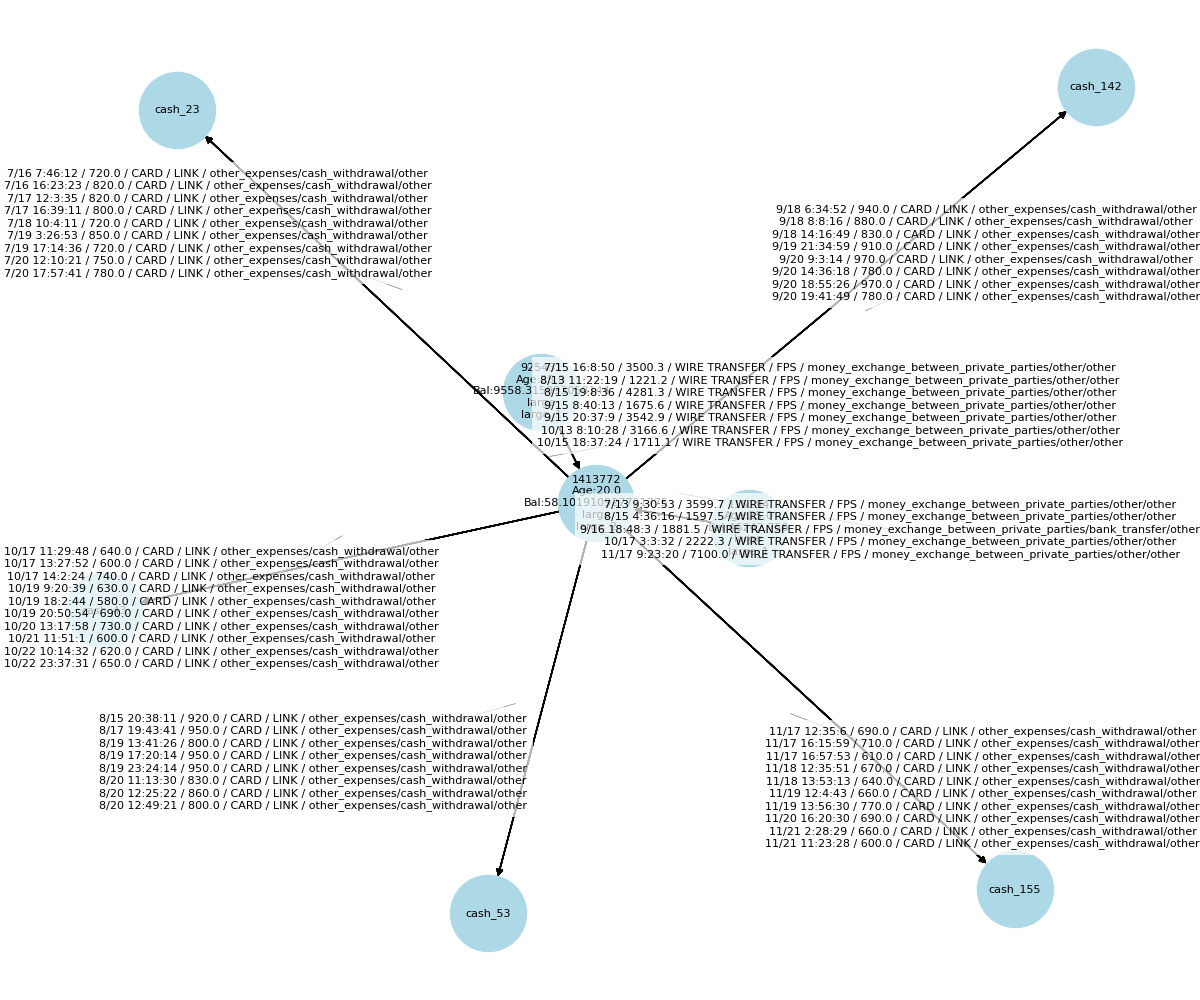 cash_23
cash_142
7/16 7:46:12 / 720.0 / CARD / LINK / other_expenses/cash_withdrawal/other
7/16 16:23:23 / 820.0 / CARD / LINK / other_expenses/cash_withdrawal/other
7/17 12:3:35 / 820.0 / CARD / LINK / other_expenses/cash_withdrawal/other
7/17 16:39:11 / 800.0 / CARD / LINK / other_expenses/cash_withdrawal/other
7/18 10:4:11 / 720.0 / CARD / LINK / other_expenses/cash_withdrawal/other
7/19 3:26:53 / 850.0 / CARD / LINK / other_expenses/cash_withdrawal/other
7/19 17:14:36 / 720.0 / CARD / LINK / other_expenses/cash_withdrawal/other
7/20 12:10:21 / 750.0 / CARD / LINK / other_expenses/cash_withdrawal/other
7/20 17:57:41 / 780.0 / CARD / LINK / other_expenses/cash_withdrawal/other
9/18 6:34:52 / 940.0 / CARD / LINK / other_expenses/cash_withdrawal/other
9/18 8:8:16 / 880.0 / CARD / LINK / other_expenses/cash_withdrawal/other
9/18 14:16:49 / 830.0 / CARD / LINK / other_expenses/cash_withdrawal/other
9/19 21:34:59 / 910.0 / CARD / LINK / other_expenses/cash_withdrawal/other
9/20 9:3:14 / 970.0 / CARD / LINK / other_expenses/cash_withdrawal/other
9/20 14:36:18 / 780.0 / CARD / LINK / other_expenses/cash_withdrawal/other
9/20 18:55:26 / 970.0 / CARD / LINK / other_expenses/cash_withdrawal/other
9/20 19:41:49 / 780.0 / CARD / LINK / other_expenses/cash_withdrawal/other
7/15 16:8:50 / 3500.3 / WIRE TRANSFER / FPS / money_exchange_between_private_parties/other/other
8/13 11:22:19 / 1221.2 / WIRE TRANSFER / FPS / money_exchange_between_private_parties/other/other
8/15 19:8:36 / 4281.3 / WIRE TRANSFER / FPS / money_exchange_between_private_parties/other/other
9/15 8:40:13 / 1675.6 / WIRE TRANSFER / FPS / money_exchange_between_private_parties/other/other
9/15 20:37:9 / 3542.9 / WIRE TRANSFER / FPS / money_exchange_between_private_parties/other/other
10/13 8:10:28 / 3166.6 / WIRE TRANSFER / FPS / money_exchange_between_private_parties/other/other
10/15 18:37:24 / 1711.1 / WIRE TRANSFER / FPS / money_exchange_between_private_parties/other/other
1413772
Age:20.0
7/13 9:30:53 / 3599.7 / WIRE TRANSFER / FPS / money_exchange_between_private_parties/other/other
8/15 4:36:16 / 1597.5 / WIRE TRANSFER / FPS / money_exchange_between_private_parties/other/other
9/16 18:48:3 / 1881.5 / WIRE TRANSFER / FPS / money_exchange_between_private_parties/bank_transfer/other
10/17 3:3:32 / 2222.3 / WIRE TRANSFER / FPS / money_exchange_between_private_parties/other/other
11/17 9:23:20 / 7100.0 / WIRE TRANSFER / FPS / money_exchange_between_private_parties/other/other
10/17 11:29:48 / 640.0 / CARD / LINK / other_expenses/cash_withdrawal/other
10/17 13:27:52 / 600.0 / CARD / LINK / other_expenses/cash_withdrawal/other
10/17 14:2:24 / 740.0 / CARD / LINK / other_expenses/cash_withdrawal/other
10/19 9:20:39 / 630.0 / CARD / LINK / other_expenses/cash_withdrawal/other
10/19 18:2:44 / 580.0 / CARD / LINK / other_expenses/cash_withdrawal/other
10/19 20:50:54 / 690.0 / CARD / LINK / other_expenses/cash_withdrawal/other
10/20 13:17:58 / 730.0 / CARD / LINK / other_expenses/cash_withdrawal/other
10/21 11:51:1 / 600.0 / CARD / LINK / other_expenses/cash_withdrawal/other
10/22 10:14:32 / 620.0 / CARD / LINK / other_expenses/cash_withdrawal/other
10/22 23:37:31 / 650.0 / CARD / LINK / other_expenses/cash_withdrawal/other
8/15 20:38:11 / 920.0 / CARD / LINK / other_expenses/cash_withdrawal/other
8/17 19:43:41 / 950.0 / CARD / LINK / other_expenses/cash_withdrawal/other
8/19 13:41:26 / 800.0 / CARD / LINK / other_expenses/cash_withdrawal/other
8/19 17:20:14 / 950.0 / CARD / LINK / other_expenses/cash_withdrawal/other
8/19 23:24:14 / 950.0 / CARD / LINK / other_expenses/cash_withdrawal/other
8/20 11:13:30 / 830.0 / CARD / LINK / other_expenses/cash_withdrawal/other
8/20 12:25:22 / 860.0 / CARD / LINK / other_expenses/cash_withdrawal/other
8/20 12:49:21 / 800.0 / CARD / LINK / other_expenses/cash_withdrawal/other
11/17 12:35:6 / 690.0 / CARD / LINK / other_expenses/cash_withdrawal/other
11/17 16:15:59 / 710.0 / CARD / LINK / other_expenses/cash_withdrawal/other
11/17 16:57:53 / 610.0 / CARD / LINK / other_expenses/cash_withdrawal/other
11/18 12:35:51 / 670.0 / CARD / LINK / other_expenses/cash_withdrawal/other
11/18 13:53:13 / 640.0 / CARD / LINK / other_expenses/cash_withdrawal/other
11/19 12:4:43 / 660.0 / CARD / LINK / other_expenses/cash_withdrawal/other
11/19 13:56:30 / 770.0 / CARD / LINK / other_expenses/cash_withdrawal/other
11/20 16:20:30 / 690.0 / CARD / LINK / other_expenses/cash_withdrawal/other
11/21 2:28:29 / 660.0 / CARD / LINK / other_expenses/cash_withdrawal/other
11/21 11:23:28 / 600.0 / CARD / LINK / other_expenses/cash_withdrawal/other
cash_53
cash_155